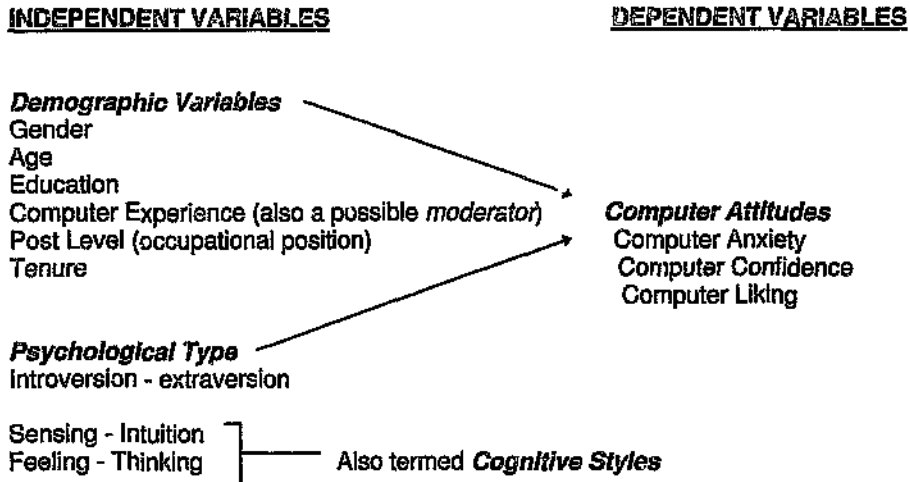 INDEPENDENT VARIABLES DEPENDENT VARIABLES
Demographic Variables
Gender
Age
Education
Computer Experience (also a possible moderator) Computer Attitudes
Post Level (occupational position) Computer Anxiety
Tenure Computer Confidence
Computer Liking
Psychological Type
Introversion - extraversion
Sensing - Intuition
Feeling - Thinking Also termed Cognitive Styles